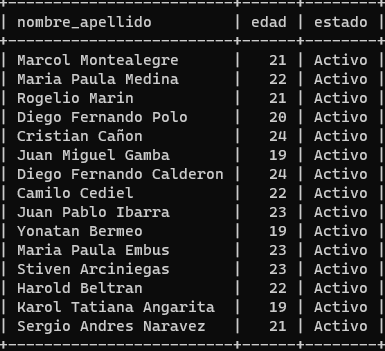 nombre_apellido | edad | estado
Marcol Montealegre | 21 | Activo
Maria Paula Medina | 22 | Activo
Rogelio Marin | 21 | Activo
Diego Fernando Polo | 20 | Activo
Cristian Cañon | 24 | Activo
Juan Miguel Gamba | 19 | Activo
Diego Fernando Calderon | 24 | Activo
Camilo Cediel | 22 | Activo
Juan Pablo Ibarra | 23 | Activo
Yonatan Bermeo | 19 | Activo
Maria Paula Embus | 23 | Activo
Stiven Arciniegas | 23 | Activo
Harold Beltran | 22 | Activo
Karol Tatiana Angarita | 19 | Activo
Sergio Andres Naravez | 21 | Activo